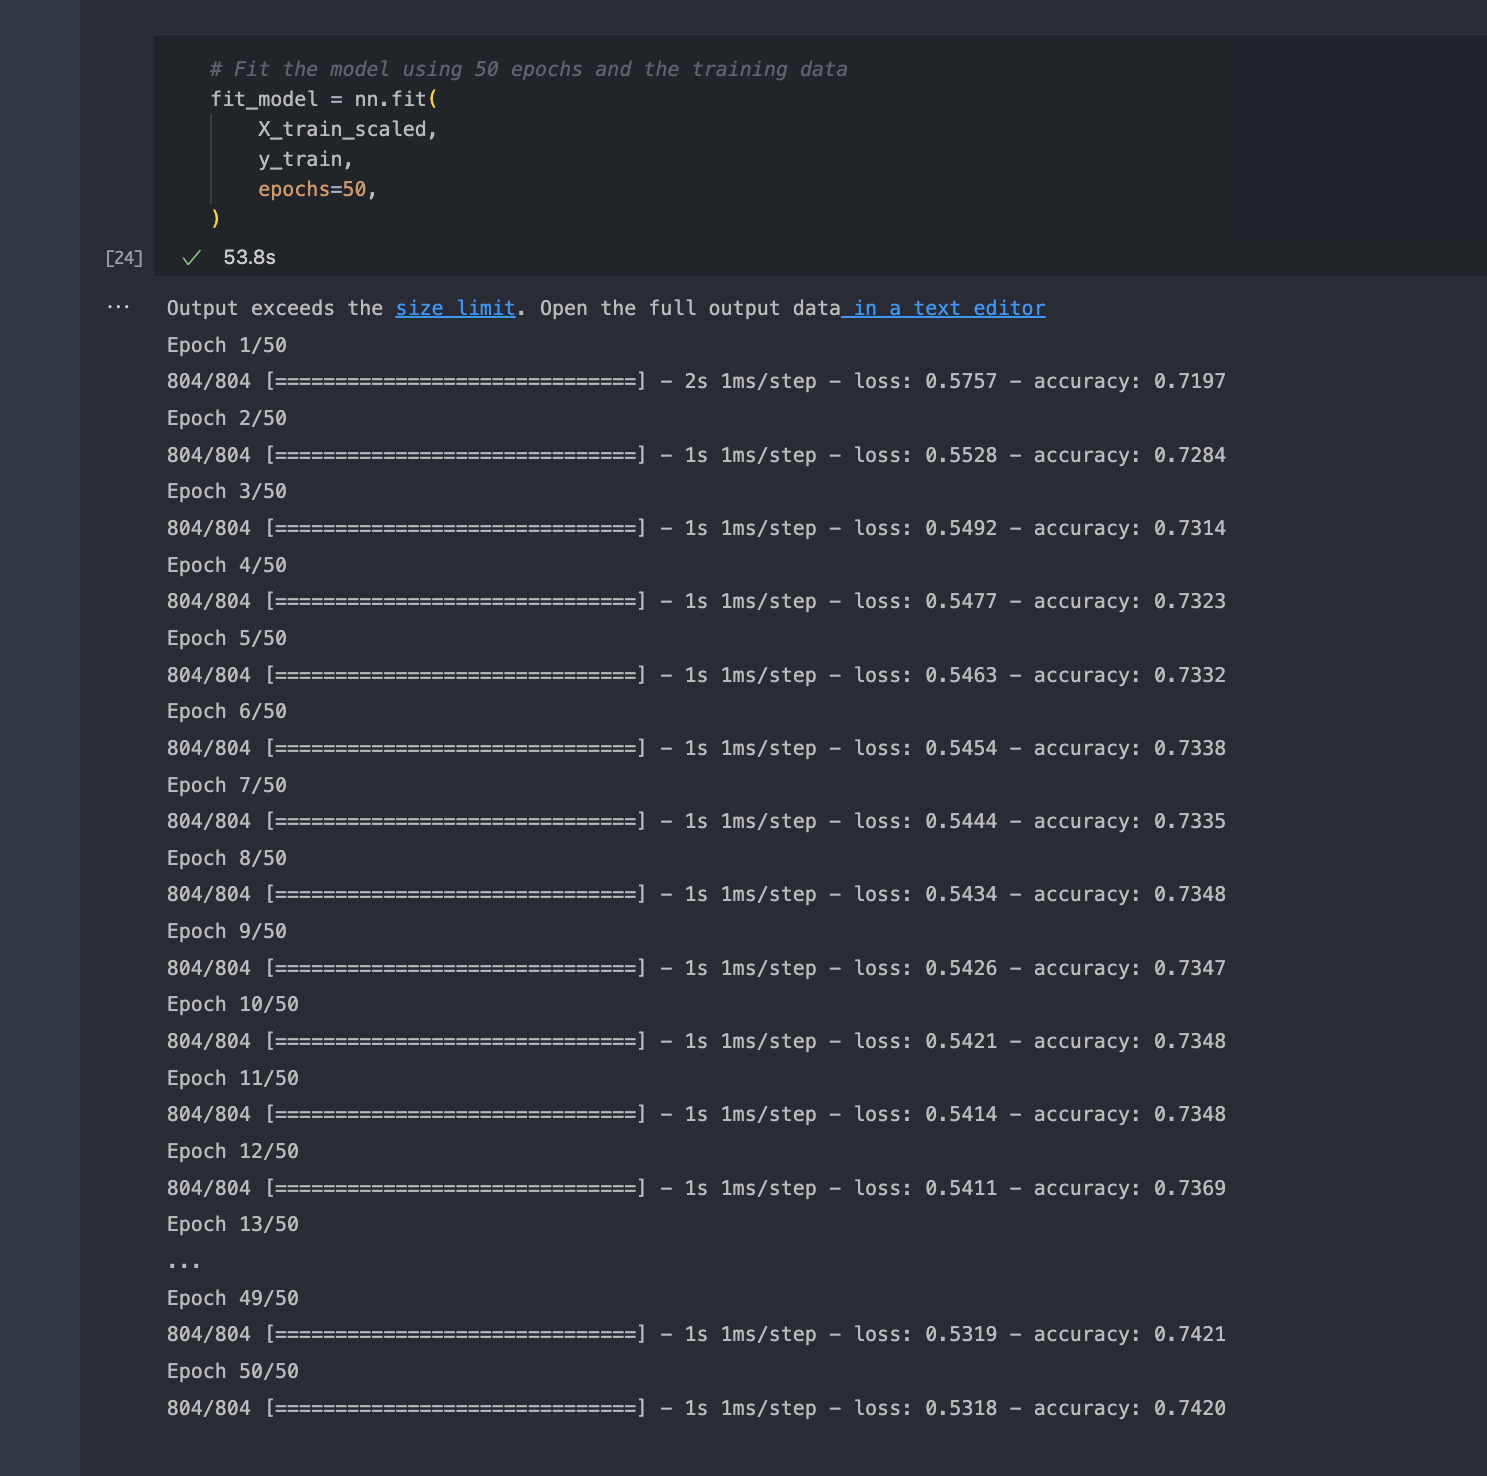 # Fit the model using 50 epochs and the training data
fit_model = nn.fit(
    X_train_scaled,
    y_train,
    epochs=50,
)
[24] ✓ 53.8s
... Output exceeds the size limit. Open the full output data in a text editor
Epoch 1/50
804/804 [==============================] - 2s 1ms/step - loss: 0.5757 - accuracy: 0.7197
Epoch 2/50
804/804 [==============================] - 1s 1ms/step - loss: 0.5528 - accuracy: 0.7284
Epoch 3/50
804/804 [==============================] - 1s 1ms/step - loss: 0.5492 - accuracy: 0.7314
Epoch 4/50
804/804 [==============================] - 1s 1ms/step - loss: 0.5477 - accuracy: 0.7323
Epoch 5/50
804/804 [==============================] - 1s 1ms/step - loss: 0.5463 - accuracy: 0.7332
Epoch 6/50
804/804 [==============================] - 1s 1ms/step - loss: 0.5454 - accuracy: 0.7338
Epoch 7/50
804/804 [==============================] - 1s 1ms/step - loss: 0.5444 - accuracy: 0.7335
Epoch 8/50
804/804 [==============================] - 1s 1ms/step - loss: 0.5434 - accuracy: 0.7348
Epoch 9/50
804/804 [==============================] - 1s 1ms/step - loss: 0.5426 - accuracy: 0.7347
Epoch 10/50
804/804 [==============================] - 1s 1ms/step - loss: 0.5421 - accuracy: 0.7348
Epoch 11/50
804/804 [==============================] - 1s 1ms/step - loss: 0.5414 - accuracy: 0.7348
Epoch 12/50
804/804 [==============================] - 1s 1ms/step - loss: 0.5411 - accuracy: 0.7369
Epoch 13/50
...
Epoch 49/50
804/804 [==============================] - 1s 1ms/step - loss: 0.5319 - accuracy: 0.7421
Epoch 50/50
804/804 [==============================] - 1s 1ms/step - loss: 0.5318 - accuracy: 0.7420